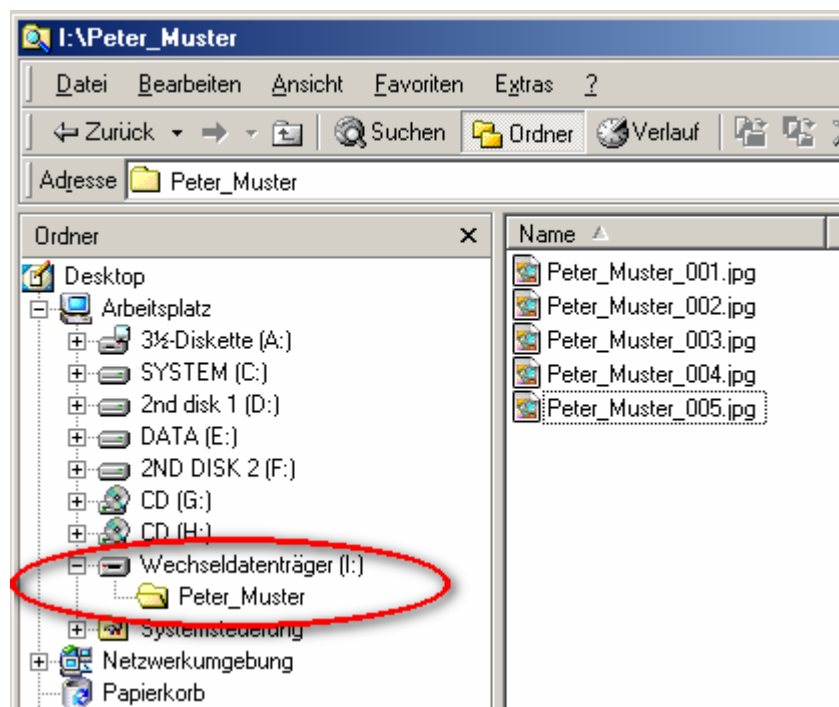 I:\Peter_Muster
Datei Bearbeiten Ansicht Favoriten Extras ?
Zurück Suchen Ordner Verlauf
Adresse Peter_Muster
Ordner
Desktop
Arbeitsplatz
3½-Diskette (A:)
SYSTEM (C:)
2nd disk 1 (D:)
DATA (E:)
2ND DISK 2 (F:)
CD (G:)
CD (H:)
Wechseldatenträger (I:)
Peter_Muster
Systemsteuerung
Netzwerkumgebung
Papierkorb
Name
Peter_Muster_001.jpg
Peter_Muster_002.jpg
Peter_Muster_003.jpg
Peter_Muster_004.jpg
Peter_Muster_005.jpg